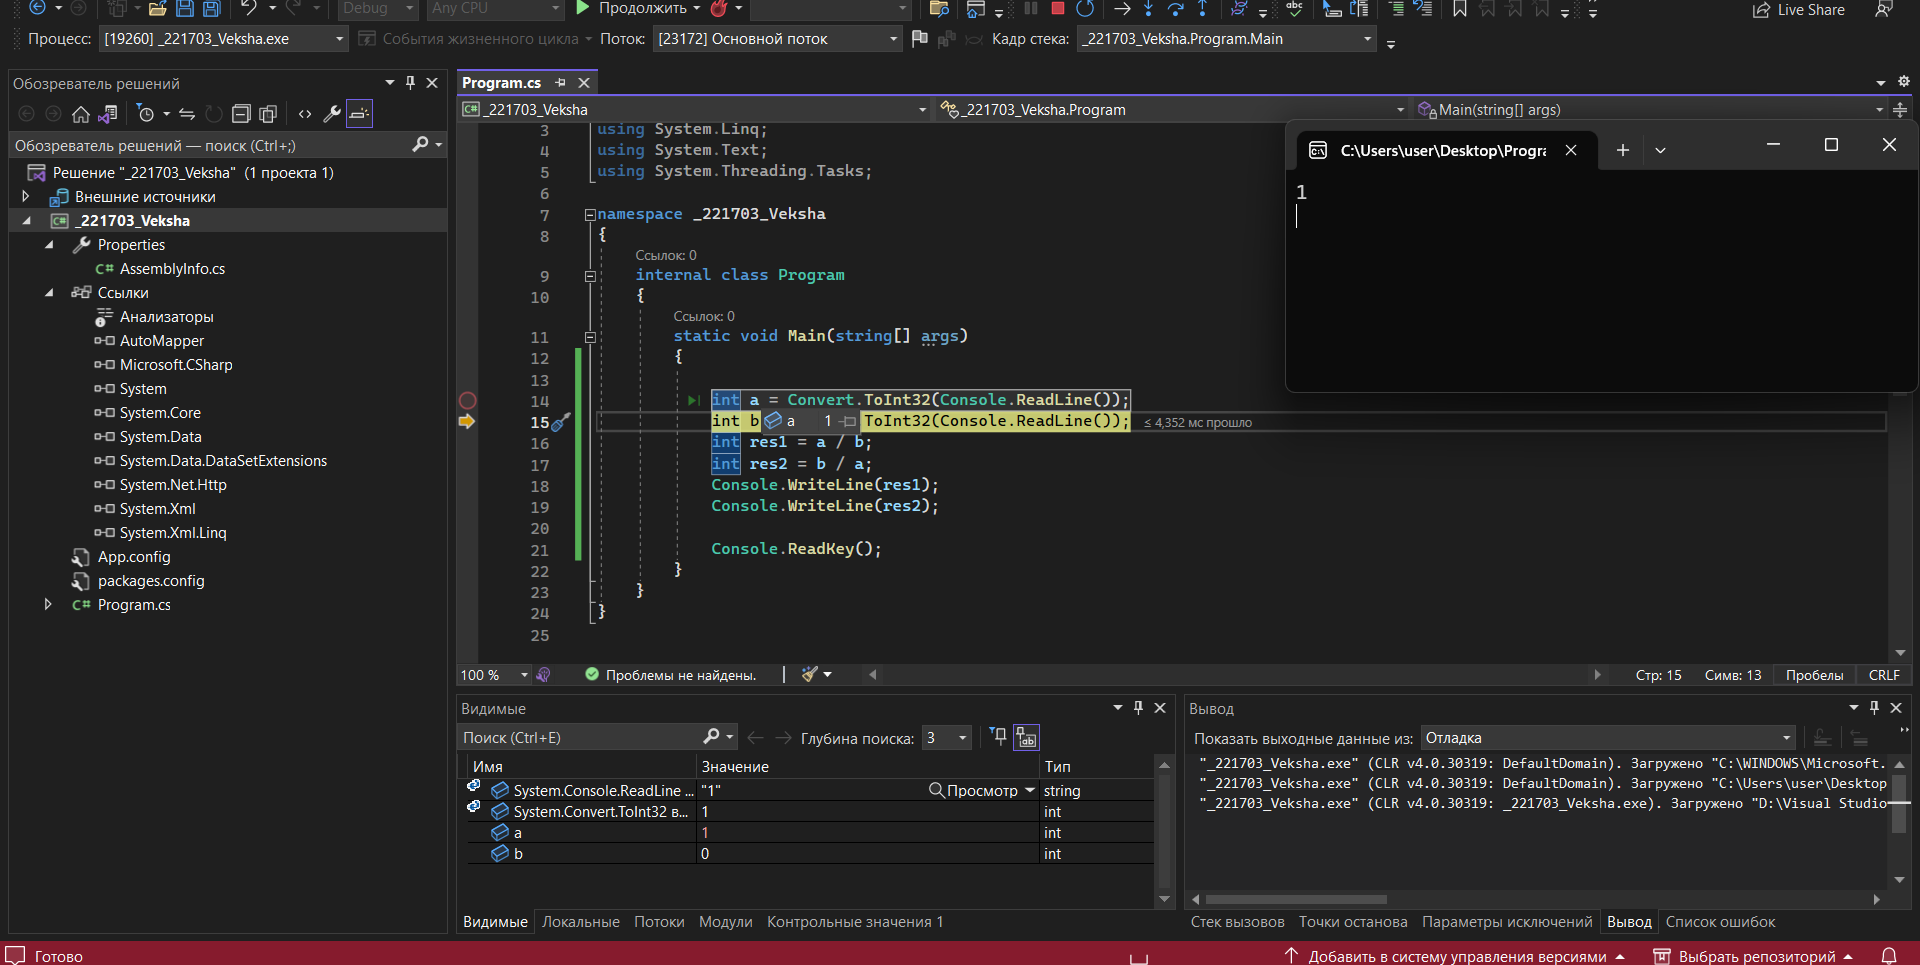 Debug
Any CPU
Продолжить
Live Share
Процесс: [19260] _221703_Veksha.exe
События жизненного цикла
Поток: [23172] Основной поток
Кадр стека: _221703_Veksha.Program.Main
Обозреватель решений
Обозреватель решений — поиск (Ctrl+;)
Решение "_221703_Veksha" (1 проекта 1)
Внешние источники
_221703_Veksha
Properties
C# AssemblyInfo.cs
Ссылки
Анализаторы
AutoMapper
Microsoft.CSharp
System
System.Core
System.Data
System.Data.DataSetExtensions
System.Net.Http
System.Xml
System.Xml.Linq
App.config
packages.config
C# Program.cs
Program.cs
_221703_Veksha
_221703_Veksha.Program
Main(string[] args)
3 using System.Linq;
4 using System.Text;
5 using System.Threading.Tasks;
6
7 namespace _221703_Veksha
8 {
Ссылок: 0
9 internal class Program
10 {
Ссылок: 0
11 static void Main(string[] args)
12 {
13
14 int a = Convert.ToInt32(Console.ReadLine());
15 int b a 1 ToInt32(Console.ReadLine()); ≤ 4,352 мс прошло
16 int res1 = a / b;
17 int res2 = b / a;
18 Console.WriteLine(res1);
19 Console.WriteLine(res2);
20
21 Console.ReadKey();
22 }
23 }
24 }
25
C:\Users\user\Desktop\Progra
1
100 %
Проблемы не найдены.
Стр: 15
Симв: 13
Пробелы
CRLF
Видимые
Поиск (Ctrl+E)
Глубина поиска: 3
Имя Значение Тип
System.Console.ReadLine ... "1" Просмотр string
System.Convert.ToInt32 в... 1 int
a 1 int
b 0 int
Видимые Локальные Потоки Модули Контрольные значения 1
Вывод
Показать выходные данные из: Отладка
"_221703_Veksha.exe" (CLR v4.0.30319: DefaultDomain). Загружено "C:\WINDOWS\Microsoft.
"_221703_Veksha.exe" (CLR v4.0.30319: DefaultDomain). Загружено "C:\Users\user\Desktop
"_221703_Veksha.exe" (CLR v4.0.30319: _221703_Veksha.exe). Загружено "D:\Visual Studio
Стек вызовов Точки останова Параметры исключений Вывод Список ошибок
Готово
Добавить в систему управления версиями
Выбрать репозиторий